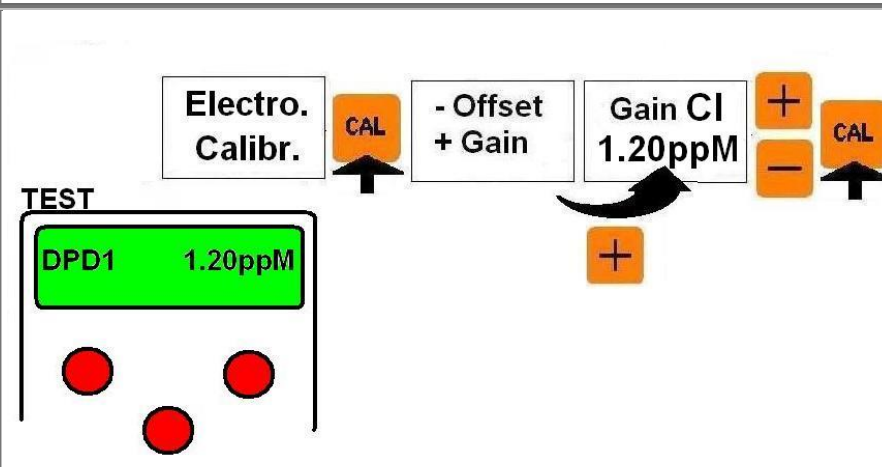 Electro.
Calibr.
CAL
- Offset
+ Gain
Gain Cl
1.20ppM
+
-
CAL
+
TEST
DPD1 1.20ppM